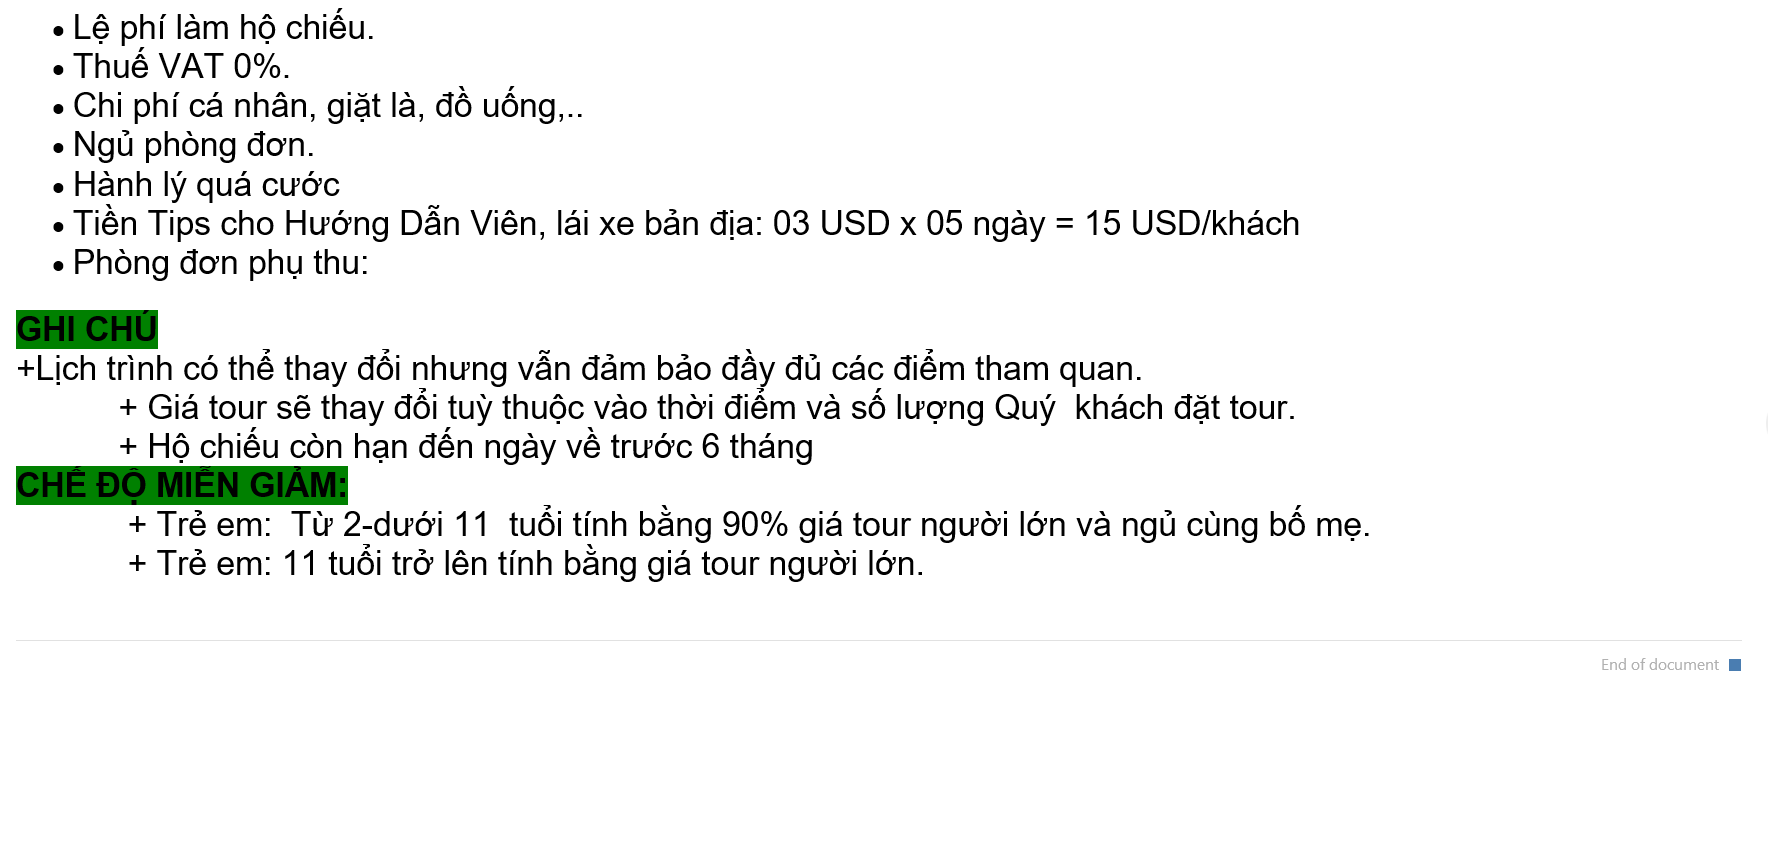 • Lệ phí làm hộ chiếu.
• Thuế VAT 0%.
• Chi phí cá nhân, giặt là, đồ uống,..
• Ngủ phòng đơn.
• Hành lý quá cước
• Tiền Tips cho Hướng Dẫn Viên, lái xe bản địa: 03 USD x 05 ngày = 15 USD/khách
• Phòng đơn phụ thu:
GHI CHÚ
+Lịch trình có thể thay đổi nhưng vẫn đảm bảo đầy đủ các điểm tham quan.
+ Giá tour sẽ thay đổi tuỳ thuộc vào thời điểm và số lượng Quý  khách đặt tour.
+ Hộ chiếu còn hạn đến ngày về trước 6 tháng
CHẾ ĐỘ MIỄN GIẢM:
+ Trẻ em:  Từ 2-dưới 11  tuổi tính bằng 90% giá tour người lớn và ngủ cùng bố mẹ.
+ Trẻ em: 11 tuổi trở lên tính bằng giá tour người lớn.
End of document